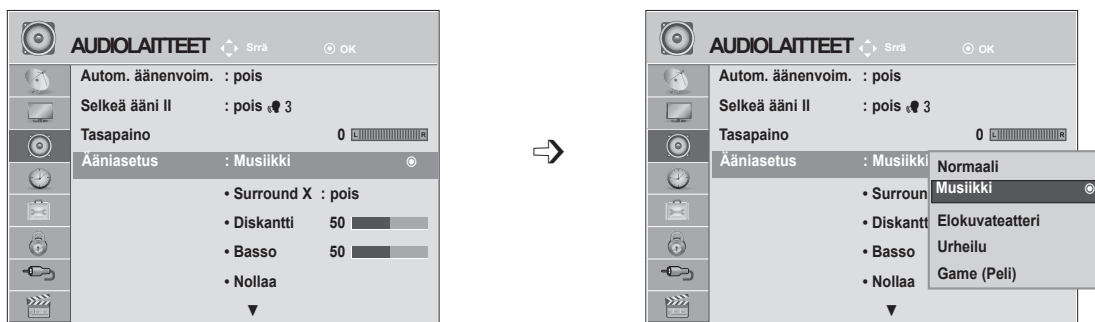 AUDIOLAITTEET Srrä OK
Autom. äänenvoim. : pois
Selkeä ääni II : pois 3
Tasapaino 0 L R
Ääniasetus : Musiikki
• Surround X : pois
• Diskantti 50
• Basso 50
• Nollaa
▼
AUDIOLAITTEET Srrä OK
Autom. äänenvoim. : pois
Selkeä ääni II : pois 3
Tasapaino 0 L R
Ääniasetus : Musiikki
• Surroun
• Diskantt
• Basso
• Nollaa
▼
Normaali
Musiikki
Elokuvateatteri
Urheilu
Game (Peli)